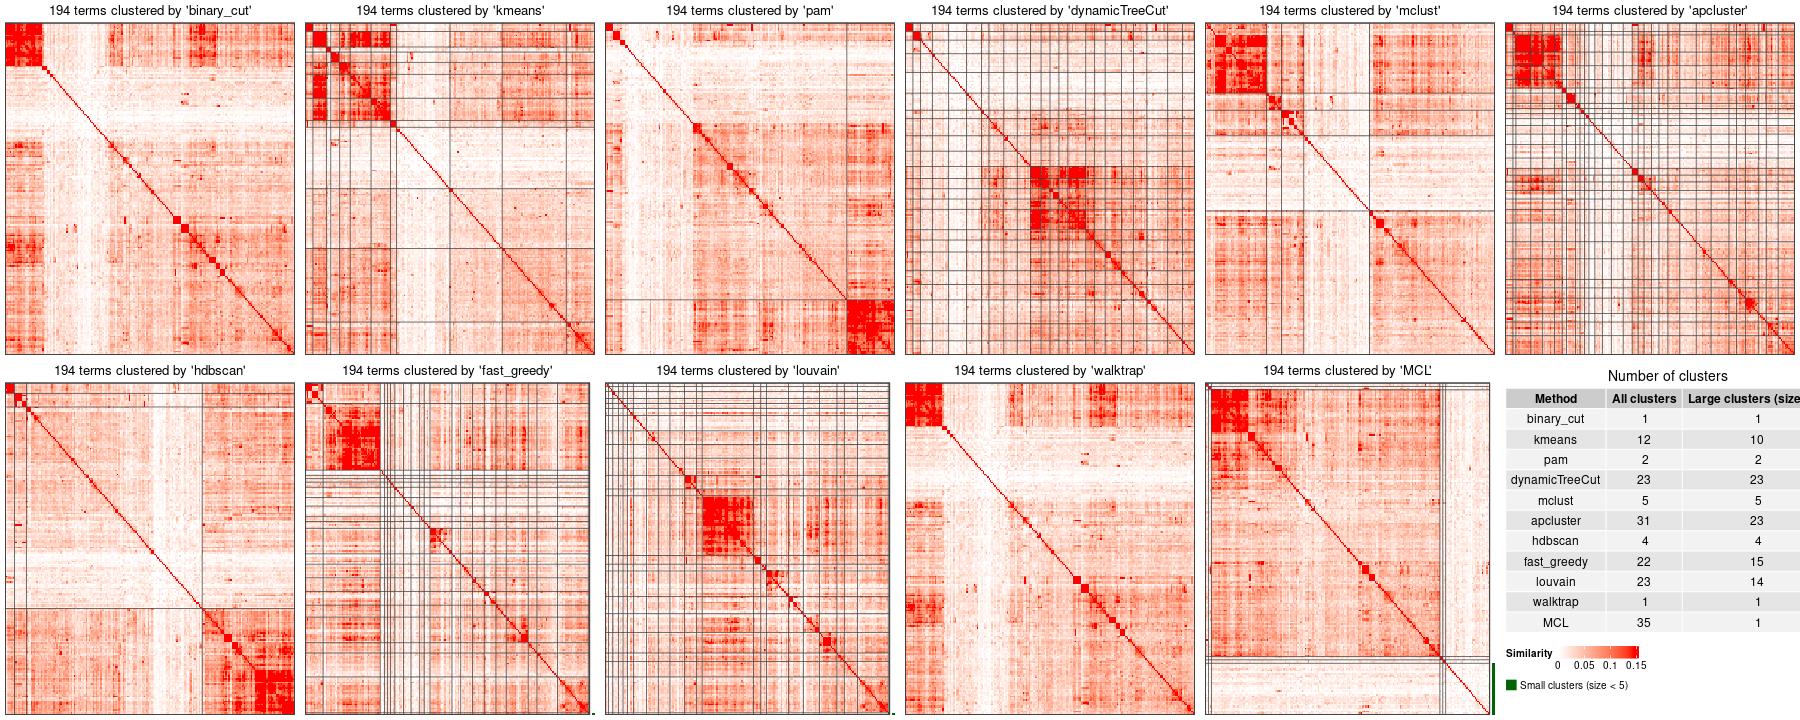 194 terms clustered by 'binary_cut'
194 terms clustered by 'kmeans'
194 terms clustered by 'pam'
194 terms clustered by 'dynamicTreeCut'
194 terms clustered by 'mclust'
194 terms clustered by 'apcluster'
194 terms clustered by 'hdbscan'
194 terms clustered by 'fast_greedy'
194 terms clustered by 'louvain'
194 terms clustered by 'walktrap'
194 terms clustered by 'MCL'
Number of clusters
Method All clusters Large clusters (size
binary_cut 1 1
kmeans 12 10
pam 2 2
dynamicTreeCut 23 23
mclust 5 5
apcluster 31 23
hdbscan 4 4
fast_greedy 22 15
louvain 23 14
walktrap 1 1
MCL 35 1
Similarity
0 0.05 0.1 0.15
Small clusters (size < 5)